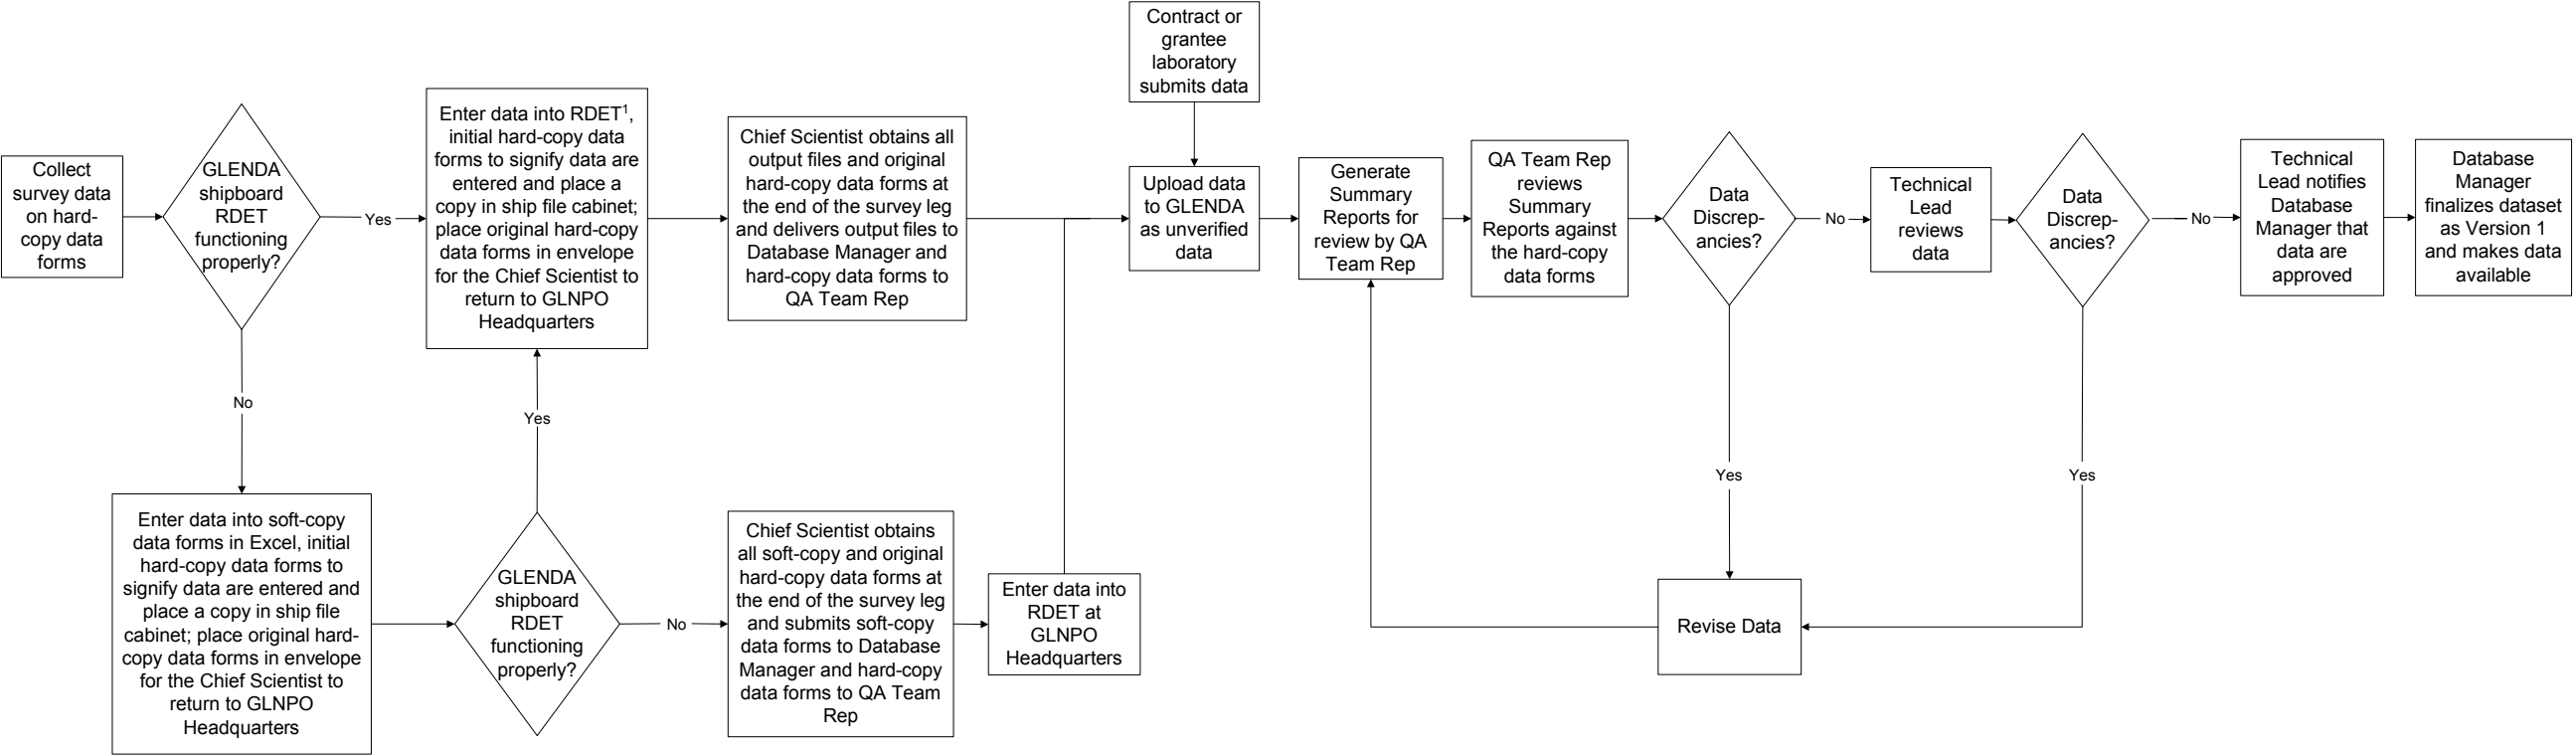 Collect
survey data
on hard-
copy data
forms
GLENDA
shipboard
RDET
functioning
properly?
Yes
No
Enter data into RDET¹,
initial hard-copy data
forms to signify data are
entered and place a
copy in ship file cabinet;
place original hard-copy
data forms in envelope
for the Chief Scientist to
return to GLNPO
Headquarters
Chief Scientist obtains all
output files and original
hard-copy data forms at
the end of the survey leg
and delivers output files to
Database Manager and
hard-copy data forms to
QA Team Rep
Enter data into soft-copy
data forms in Excel, initial
hard-copy data forms to
signify data are entered and
place a copy in ship file
cabinet; place original hard-
copy data forms in envelope
for the Chief Scientist to
return to GLNPO
Headquarters
GLENDA
shipboard
RDET
functioning
properly?
Yes
No
Chief Scientist obtains
all soft-copy and original
hard-copy data forms at
the end of the survey leg
and submits soft-copy
data forms to Database
Manager and hard-copy
data forms to QA Team
Rep
Enter data into
RDET at
GLNPO
Headquarters
Contract or
grantee
laboratory
submits data
Upload data
to GLENDA
as unverified
data
Generate
Summary
Reports for
review by QA
Team Rep
QA Team Rep
reviews
Summary
Reports against
the hard-copy
data forms
Data
Discrep-
ancies?
No
Yes
Technical
Lead
reviews
data
Data
Discrep-
ancies?
No
Yes
Revise Data
Technical
Lead notifies
Database
Manager that
data are
approved
Database
Manager
finalizes dataset
as Version 1
and makes data
available